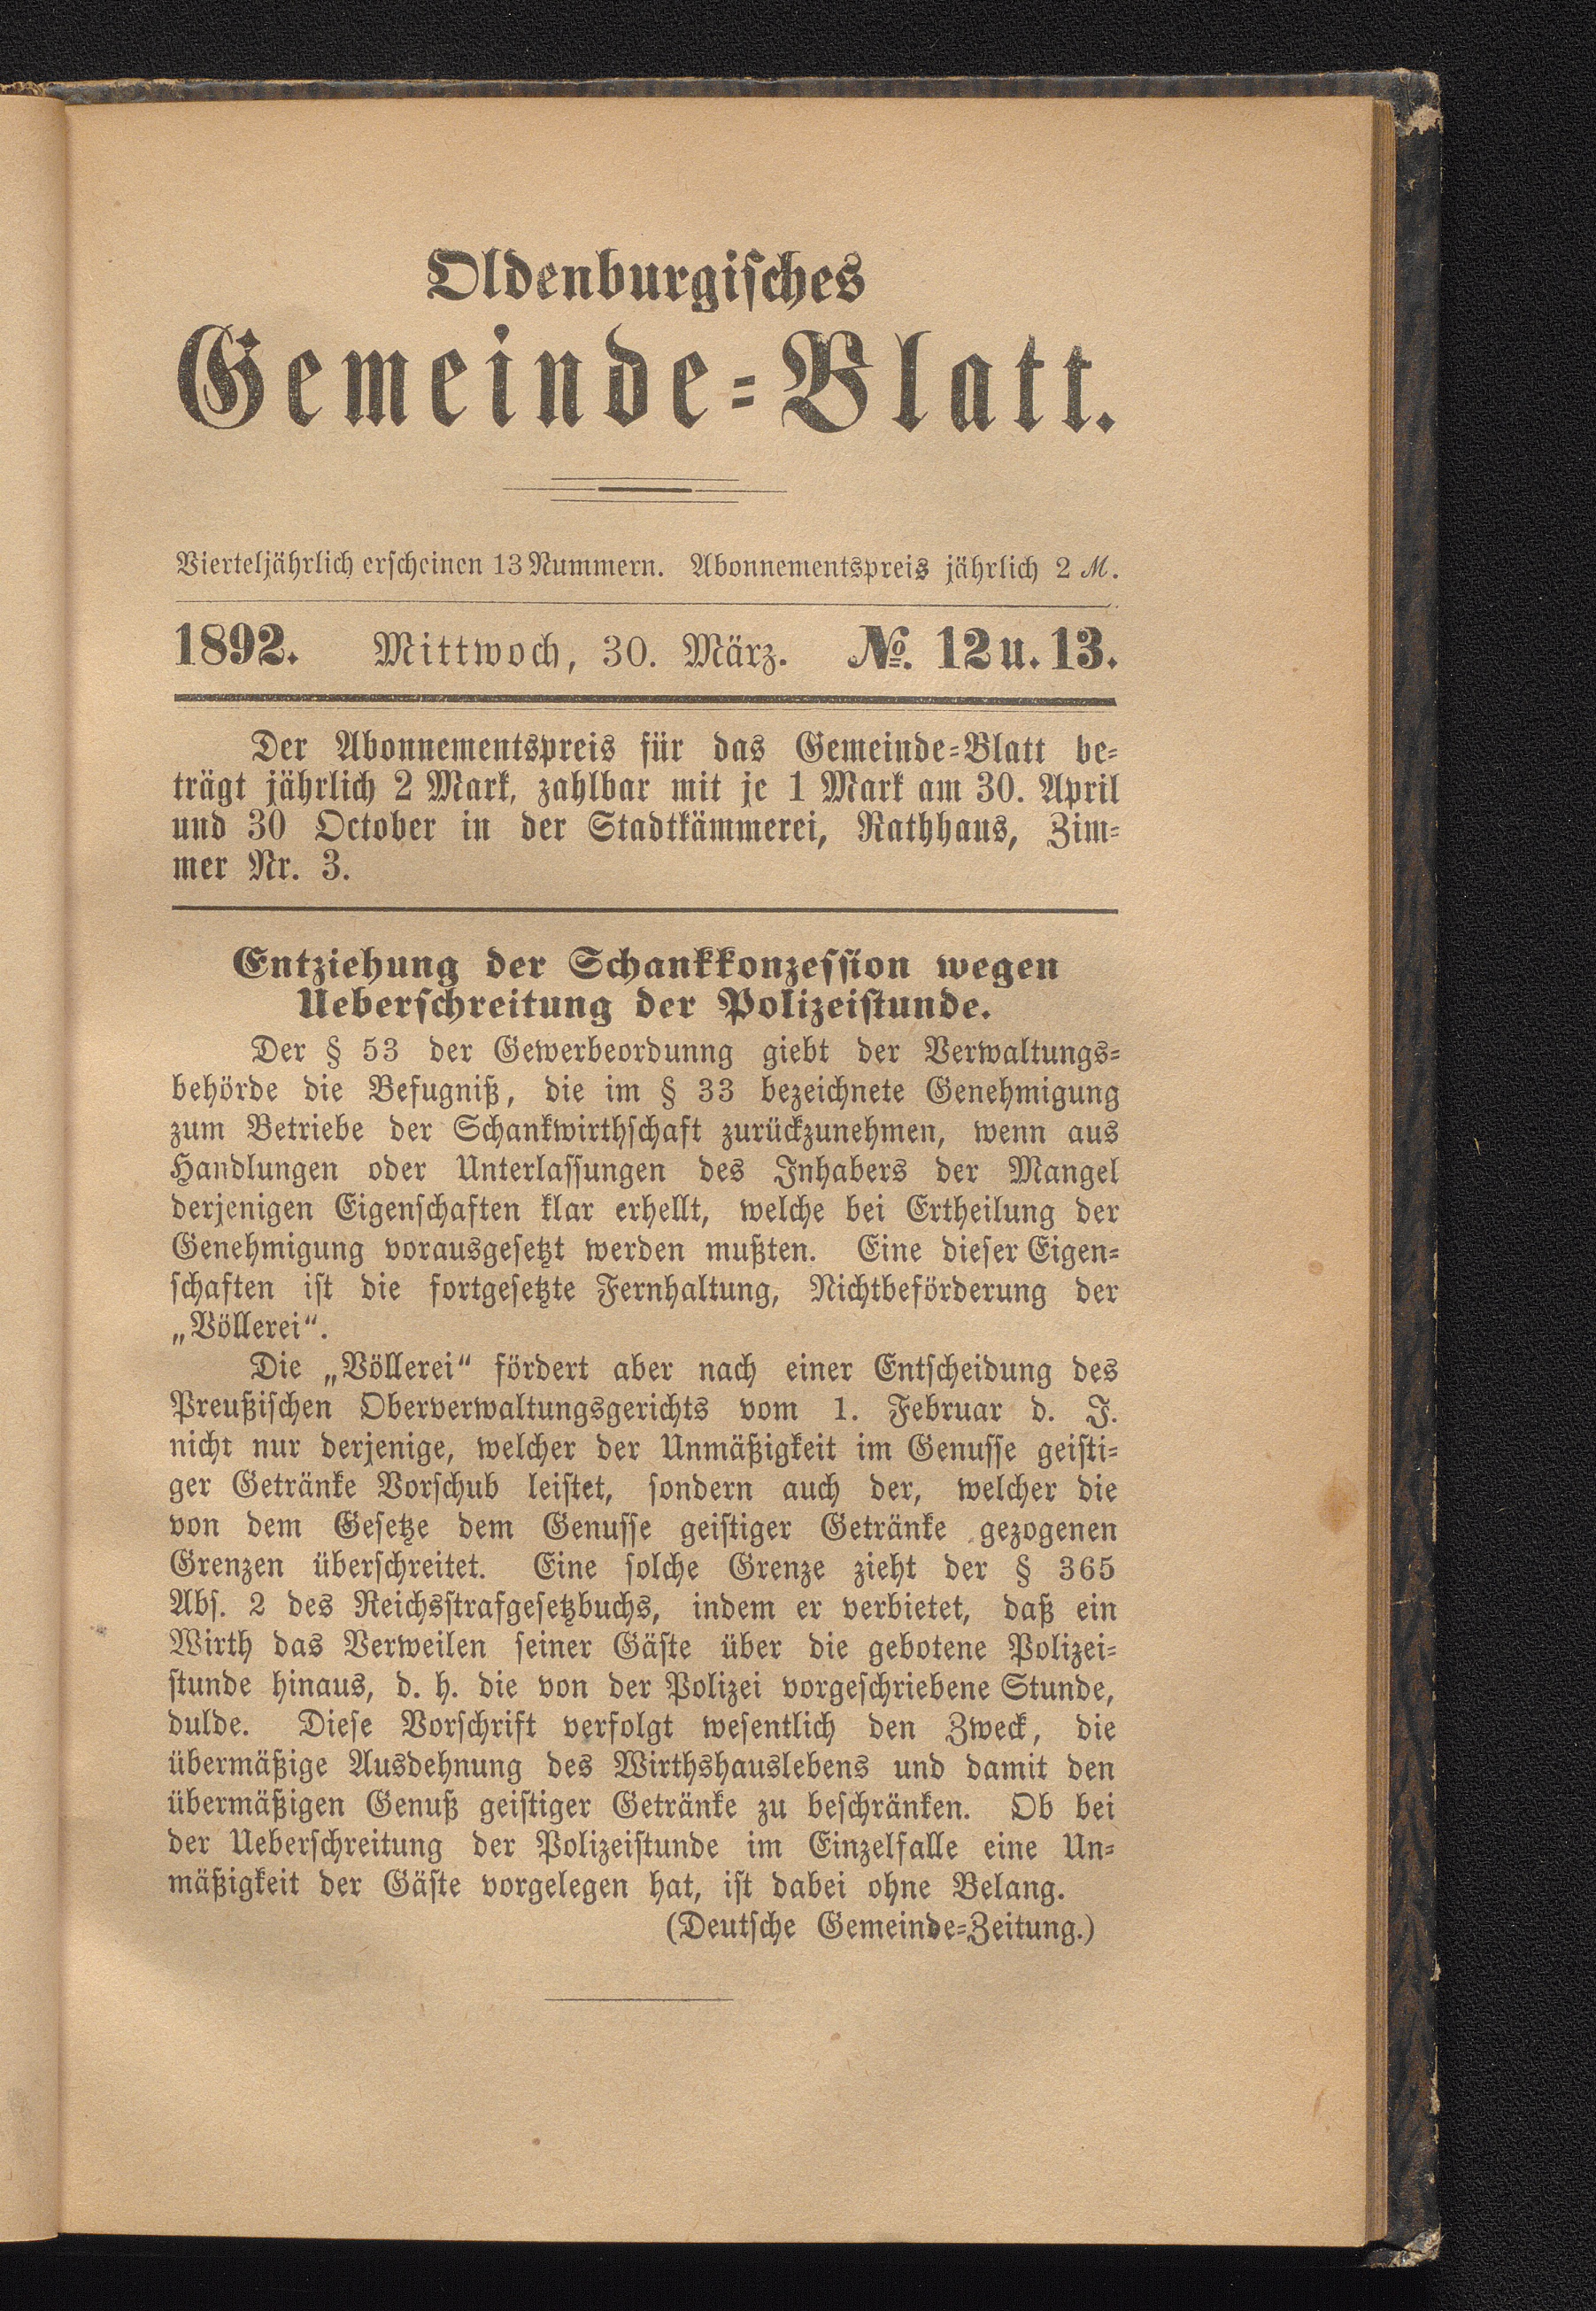 Oldenburgisches
Gemeinde-Blatt.
Vierteljährlich erscheinen 13 Nummern. Abonnementspreis jährlich 2 M.
1892. Mittwoch, 30. März. №. 12 u. 13.
Der Abonnementspreis für das Gemeinde-Blatt be-
trägt jährlich 2 Mark, zahlbar mit je 1 Mark am 30. April
und 30 October in der Stadtkämmerei, Rathhaus, Zim-
mer Nr. 3.
Entziehung der Schankkonzession wegen
Ueberschreitung der Polizeistunde.
Der § 53 der Gewerbeordunng giebt der Verwaltungs-
behörde die Befugniß, die im § 33 bezeichnete Genehmigung
zum Betriebe der Schankwirthschaft zurückzunehmen, wenn aus
Handlungen oder Unterlassungen des Inhabers der Mangel
derjenigen Eigenschaften klar erhellt, welche bei Ertheilung der
Genehmigung vorausgesetzt werden mußten. Eine dieser Eigen-
schaften ist die fortgesetzte Fernhaltung, Nichtbeförderung der
„Völlerei“.
Die „Völlerei“ fördert aber nach einer Entscheidung des
Preußischen Oberverwaltungsgerichts vom 1. Februar d. J.
nicht nur derjenige, welcher der Unmäßigkeit im Genusse geisti-
ger Getränke Vorschub leistet, sondern auch der, welcher die
von dem Gesetze dem Genusse geistiger Getränke gezogenen
Grenzen überschreitet. Eine solche Grenze zieht der § 365
Abs. 2 des Reichsstrafgesetzbuchs, indem er verbietet, daß ein
Wirth das Verweilen seiner Gäste über die gebotene Polizei-
stunde hinaus, d. h. die von der Polizei vorgeschriebene Stunde,
dulde. Diese Vorschrift verfolgt wesentlich den Zweck, die
übermäßige Ausdehnung des Wirthshauslebens und damit den
übermäßigen Genuß geistiger Getränke zu beschränken. Ob bei
der Ueberschreitung der Polizeistunde im Einzelfalle eine Un-
mäßigkeit der Gäste vorgelegen hat, ist dabei ohne Belang.
(Deutsche Gemeinde-Zeitung.)